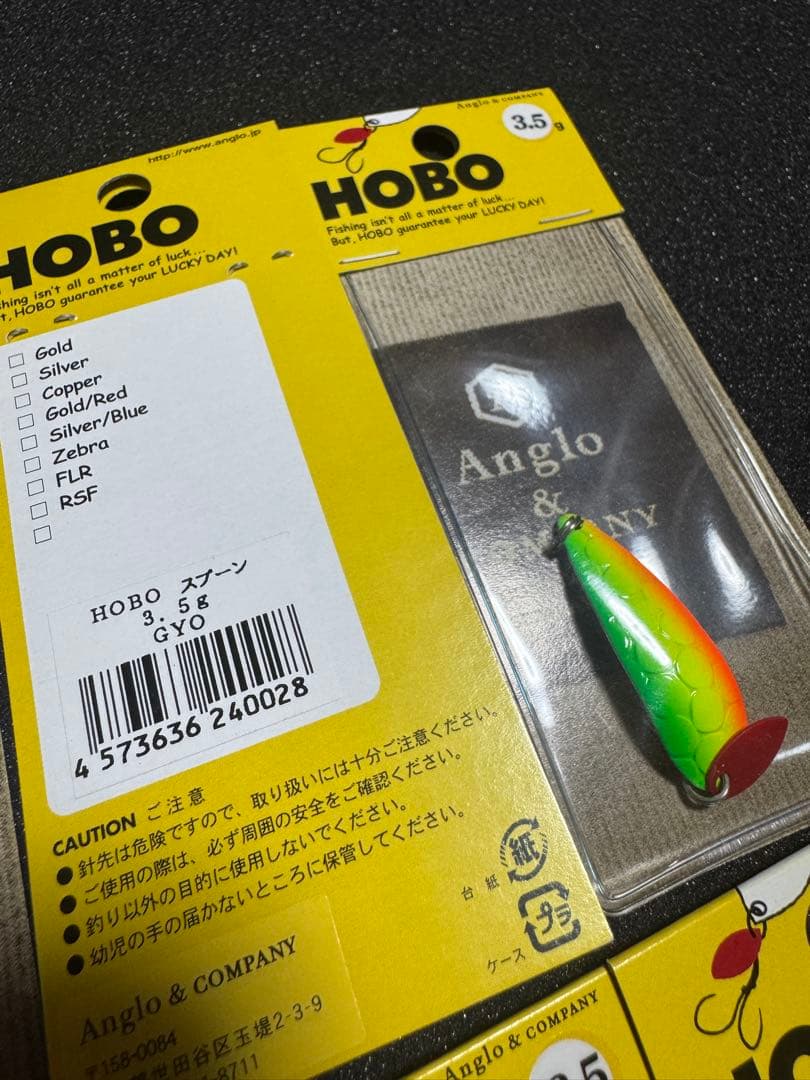 http://www.anglo.jp
HOBO
Fishing isn't all a matter of luck...
But, HOBO guarantee your LUCKY DAY!
Gold
Silver
Copper
Gold/Red
Silver/Blue
Zebra
FLR
RSF
HOBO スプーン
3.5g
GYO
4 573636 240028
CAUTION ご注意
●針先は危険ですので、取り扱いには十分ご注意ください。
●ご使用の際は、必ず周囲の安全をご確認ください。
●釣り以外の目的に使用しないでください。
●幼児の手の届かないところに保管してください。
台紙 紙
ケース プラ
Anglo & COMPANY
〒158-0084
世田谷区玉堤2-3-9
-8711
Anglo & COMPANY
3.5g
HOBO
Fishing isn't all a matter of luck...
But, HOBO guarantee your LUCKY DAY!
Anglo
&
Anglo & COMPANY
3.5
HO